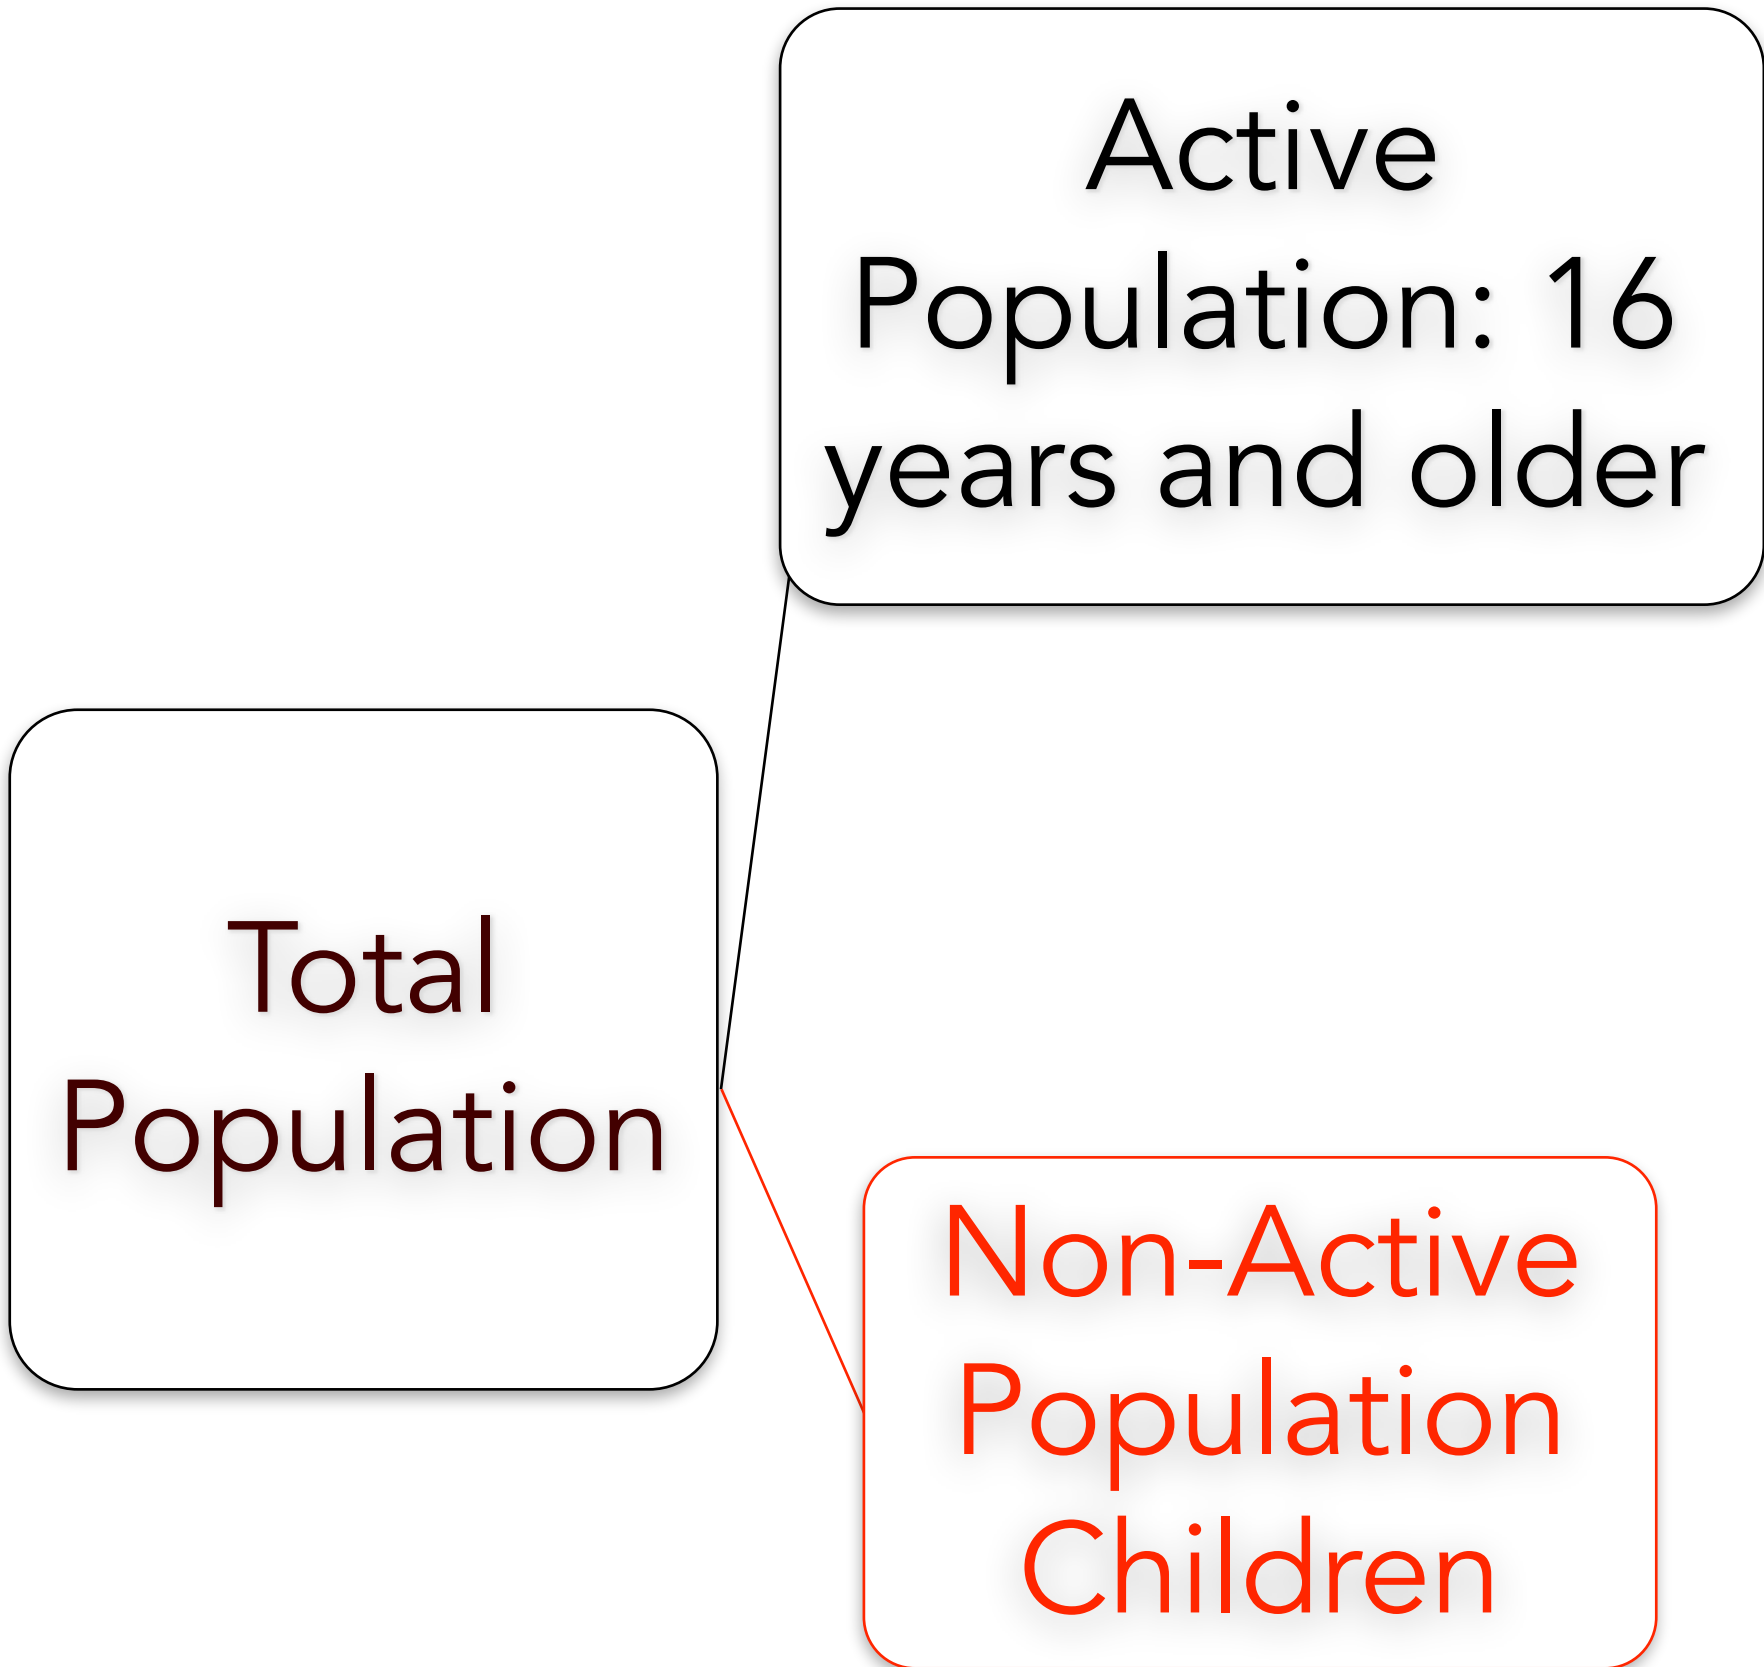 Active
Population: 16
years and older
Total
Population
Non-Active
Population
Children